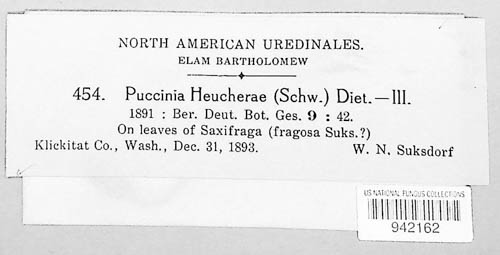 NORTH AMERICAN UREDINALES.
ELAM BARTHOLOMEW
454. Puccinia Heucherae (Schw.) Diet.—III.
1891 : Ber. Deut. Bot. Ges. 9 : 42.
On leaves of Saxifraga (fragosa Suks.?)
Klickitat Co., Wash., Dec. 31, 1893. W. N. Suksdorf
US NATIONAL FUNGUS COLLECTIONS
942162